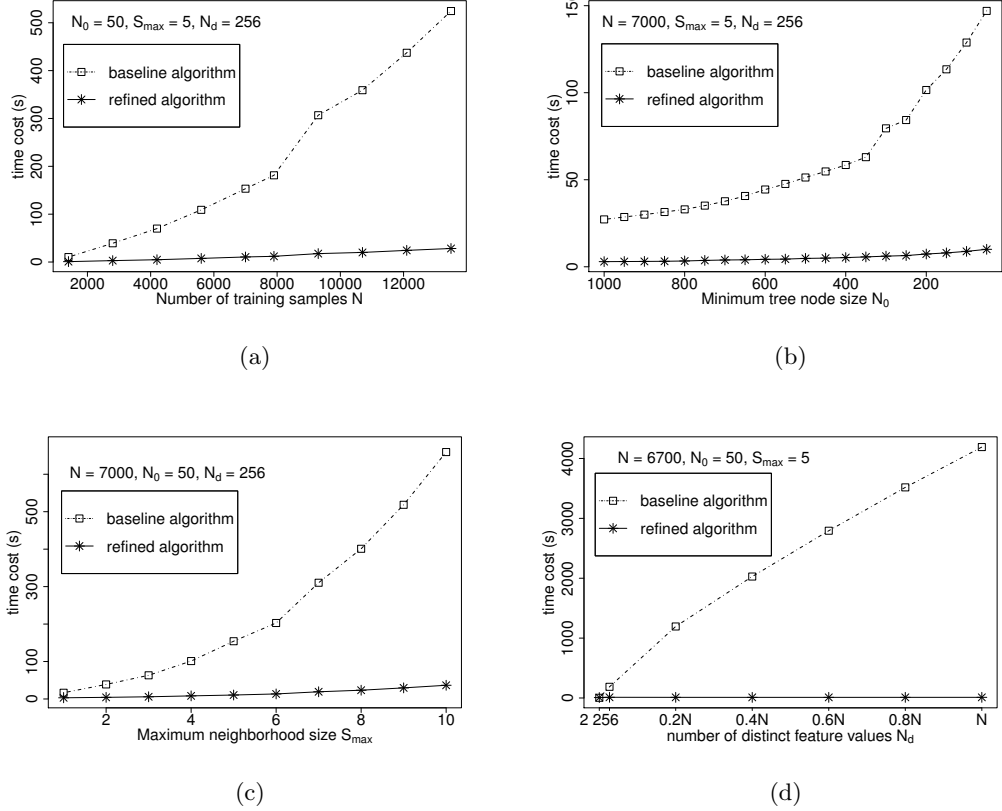 N₀ = 50, Sₘₐₓ = 5, N_d = 256
baseline algorithm
refined algorithm
time cost (s)
0
100
200
300
400
500
2000 4000 6000 8000 10000 12000
Number of training samples N
(a)
N = 7000, Sₘₐₓ = 5, N_d = 256
baseline algorithm
refined algorithm
time cost (s)
0
50
100
150
1000 800 600 400 200
Minimum tree node size N₀
(b)
N = 7000, N₀ = 50, N_d = 256
baseline algorithm
refined algorithm
time cost (s)
0
100
300
500
2 4 6 8 10
Maximum neighborhood size Sₘₐₓ
(c)
N = 6700, N₀ = 50, Sₘₐₓ = 5
baseline algorithm
refined algorithm
time cost (s)
0
1000
2000
3000
4000
2 256 0.2N 0.4N 0.6N 0.8N N
number of distinct feature values N_d
(d)